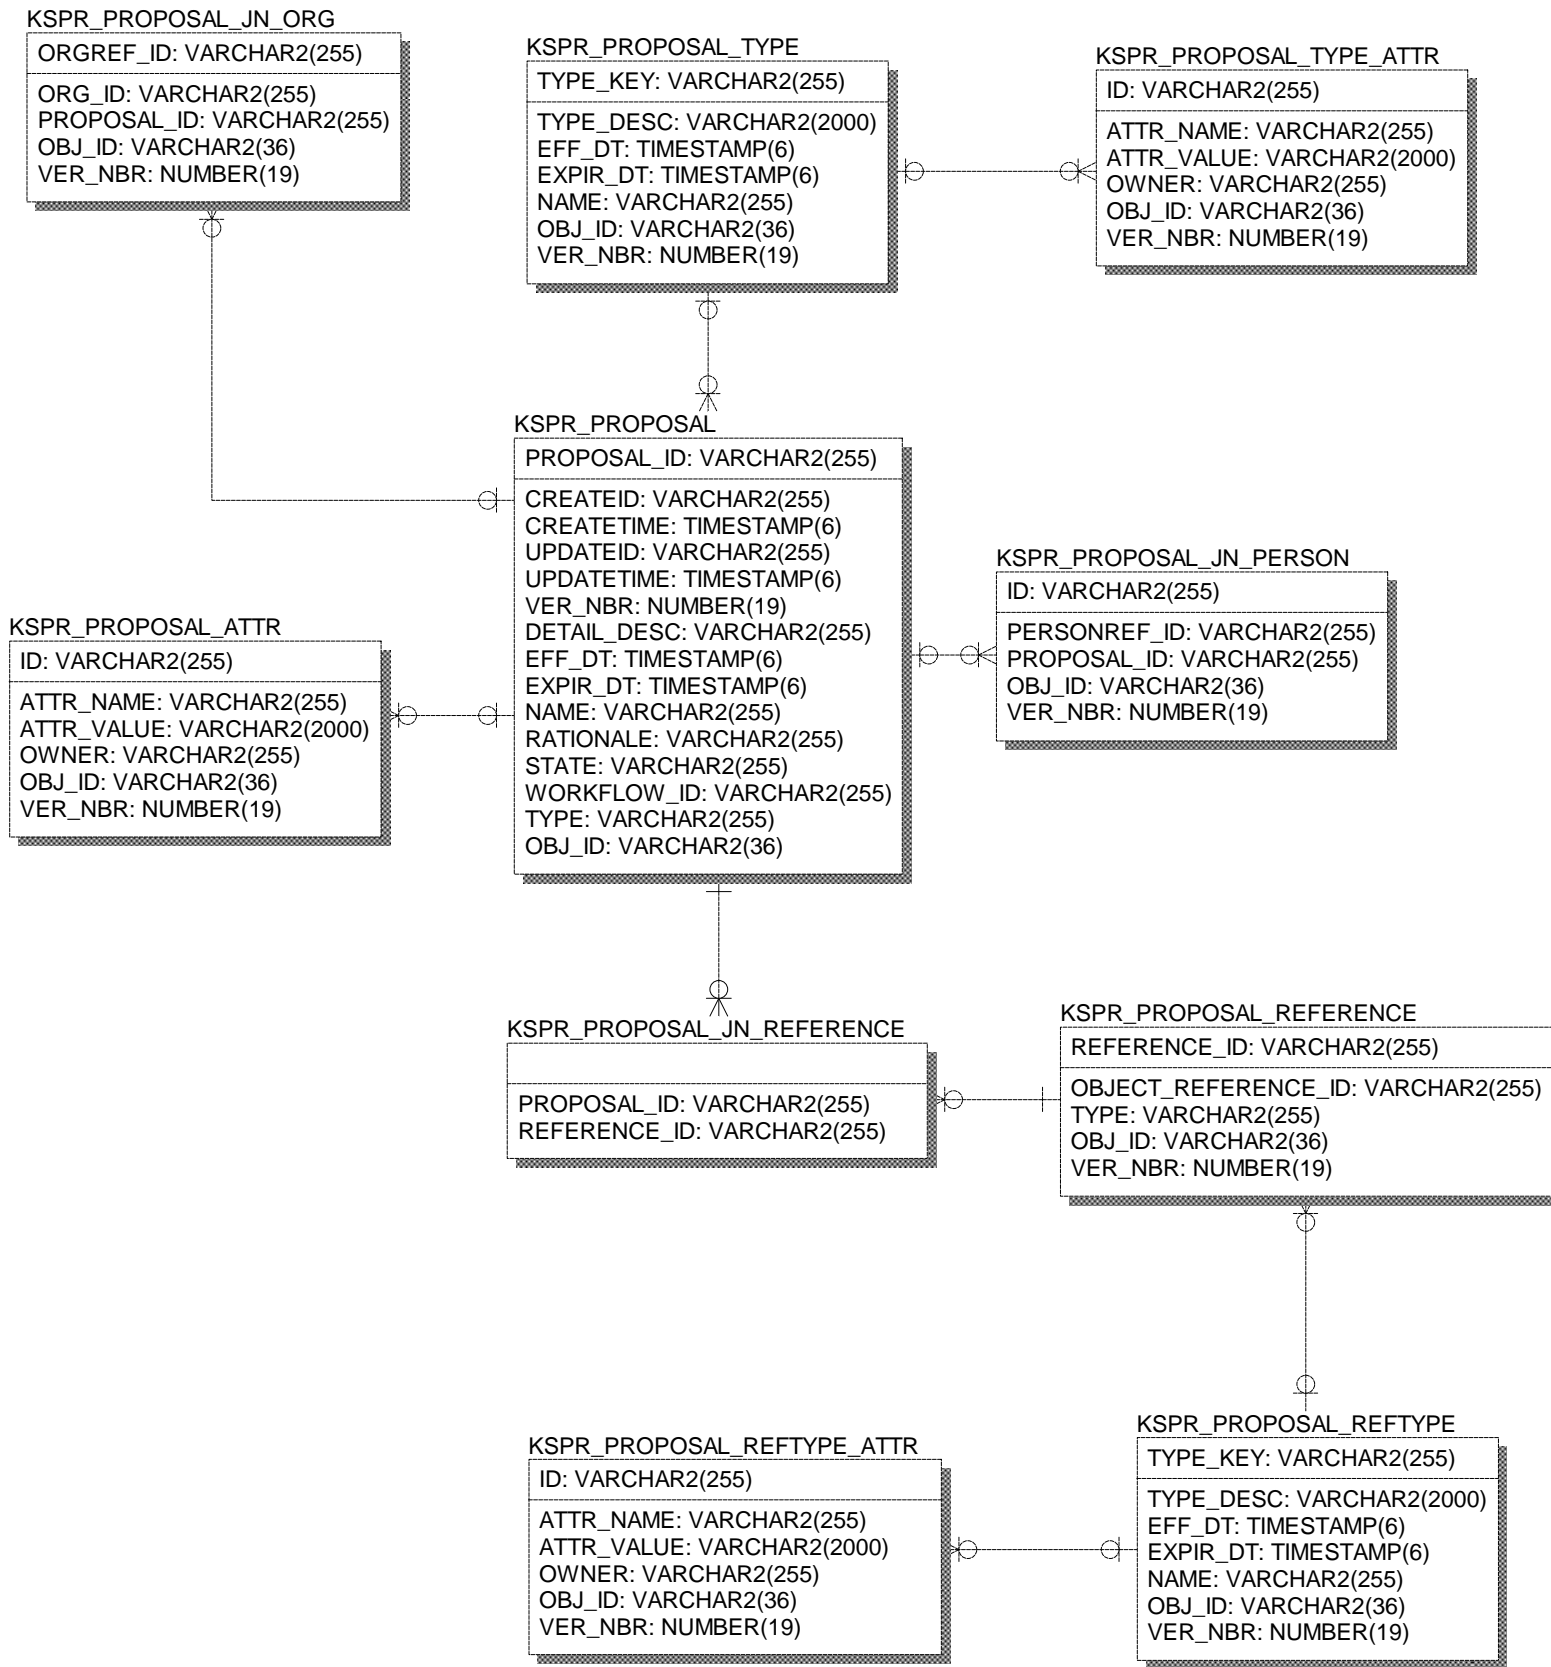 KSPR_PROPOSAL_JN_ORG
ORGREF_ID: VARCHAR2(255)
ORG_ID: VARCHAR2(255)
PROPOSAL_ID: VARCHAR2(255)
OBJ_ID: VARCHAR2(36)
VER_NBR: NUMBER(19)
KSPR_PROPOSAL_TYPE
TYPE_KEY: VARCHAR2(255)
TYPE_DESC: VARCHAR2(2000)
EFF_DT: TIMESTAMP(6)
EXPIR_DT: TIMESTAMP(6)
NAME: VARCHAR2(255)
OBJ_ID: VARCHAR2(36)
VER_NBR: NUMBER(19)
KSPR_PROPOSAL_TYPE_ATTR
ID: VARCHAR2(255)
ATTR_NAME: VARCHAR2(255)
ATTR_VALUE: VARCHAR2(2000)
OWNER: VARCHAR2(255)
OBJ_ID: VARCHAR2(36)
VER_NBR: NUMBER(19)
KSPR_PROPOSAL
PROPOSAL_ID: VARCHAR2(255)
CREATEID: VARCHAR2(255)
CREATETIME: TIMESTAMP(6)
UPDATEID: VARCHAR2(255)
UPDATETIME: TIMESTAMP(6)
VER_NBR: NUMBER(19)
DETAIL_DESC: VARCHAR2(255)
EFF_DT: TIMESTAMP(6)
EXPIR_DT: TIMESTAMP(6)
NAME: VARCHAR2(255)
RATIONALE: VARCHAR2(255)
STATE: VARCHAR2(255)
WORKFLOW_ID: VARCHAR2(255)
TYPE: VARCHAR2(255)
OBJ_ID: VARCHAR2(36)
KSPR_PROPOSAL_JN_PERSON
ID: VARCHAR2(255)
PERSONREF_ID: VARCHAR2(255)
PROPOSAL_ID: VARCHAR2(255)
OBJ_ID: VARCHAR2(36)
VER_NBR: NUMBER(19)
KSPR_PROPOSAL_ATTR
ID: VARCHAR2(255)
ATTR_NAME: VARCHAR2(255)
ATTR_VALUE: VARCHAR2(2000)
OWNER: VARCHAR2(255)
OBJ_ID: VARCHAR2(36)
VER_NBR: NUMBER(19)
KSPR_PROPOSAL_JN_REFERENCE
PROPOSAL_ID: VARCHAR2(255)
REFERENCE_ID: VARCHAR2(255)
KSPR_PROPOSAL_REFERENCE
REFERENCE_ID: VARCHAR2(255)
OBJECT_REFERENCE_ID: VARCHAR2(255)
TYPE: VARCHAR2(255)
OBJ_ID: VARCHAR2(36)
VER_NBR: NUMBER(19)
KSPR_PROPOSAL_REFTYPE_ATTR
ID: VARCHAR2(255)
ATTR_NAME: VARCHAR2(255)
ATTR_VALUE: VARCHAR2(2000)
OWNER: VARCHAR2(255)
OBJ_ID: VARCHAR2(36)
VER_NBR: NUMBER(19)
KSPR_PROPOSAL_REFTYPE
TYPE_KEY: VARCHAR2(255)
TYPE_DESC: VARCHAR2(2000)
EFF_DT: TIMESTAMP(6)
EXPIR_DT: TIMESTAMP(6)
NAME: VARCHAR2(255)
OBJ_ID: VARCHAR2(36)
VER_NBR: NUMBER(19)